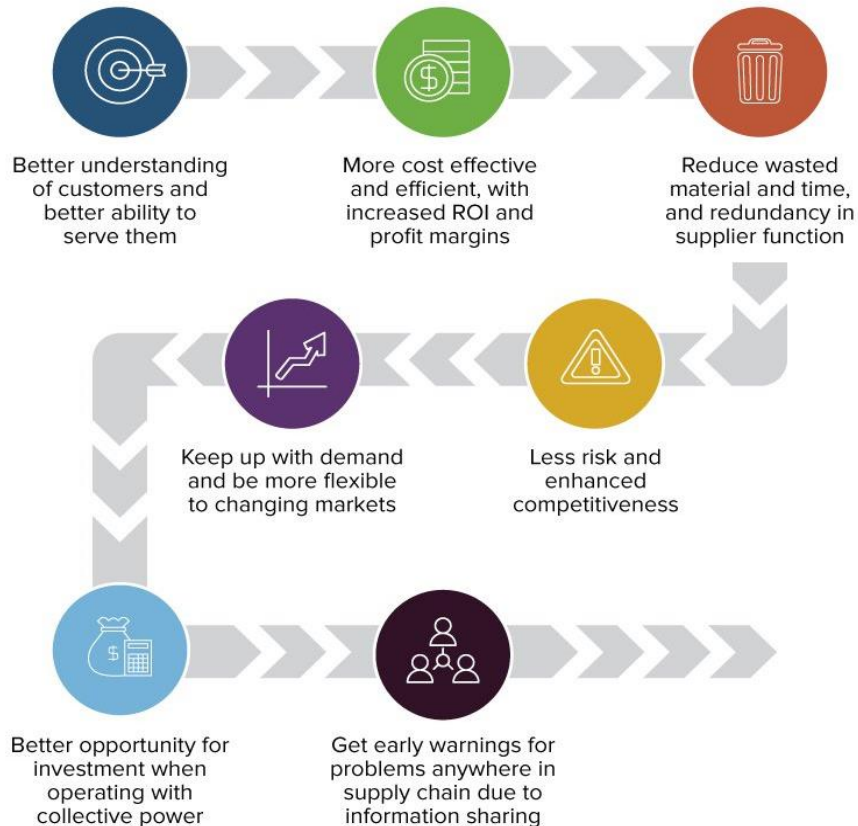 Better understanding
of customers and
better ability to
serve them
$
More cost effective
and efficient, with
increased ROI and
profit margins
Reduce wasted
material and time,
and redundancy in
supplier function
!
Less risk and
enhanced
competitiveness
Keep up with demand
and be more flexible
to changing markets
$
Better opportunity for
investment when
operating with
collective power
Get early warnings for
problems anywhere in
supply chain due to
information sharing